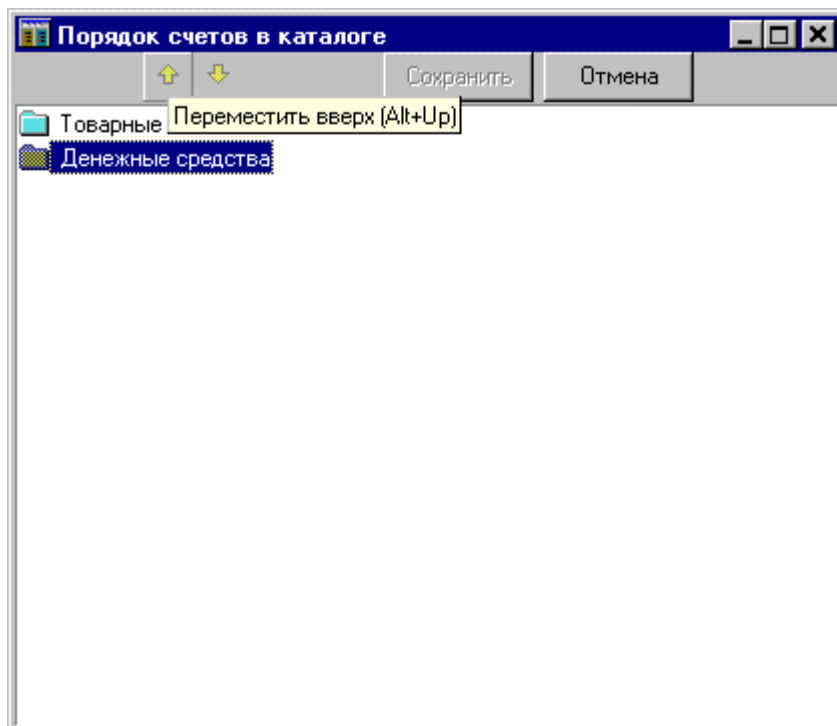 Порядок счетов в каталоге
Сохранить Отмена
Товарные
Переместить вверх (Alt+Up)
Денежные средства